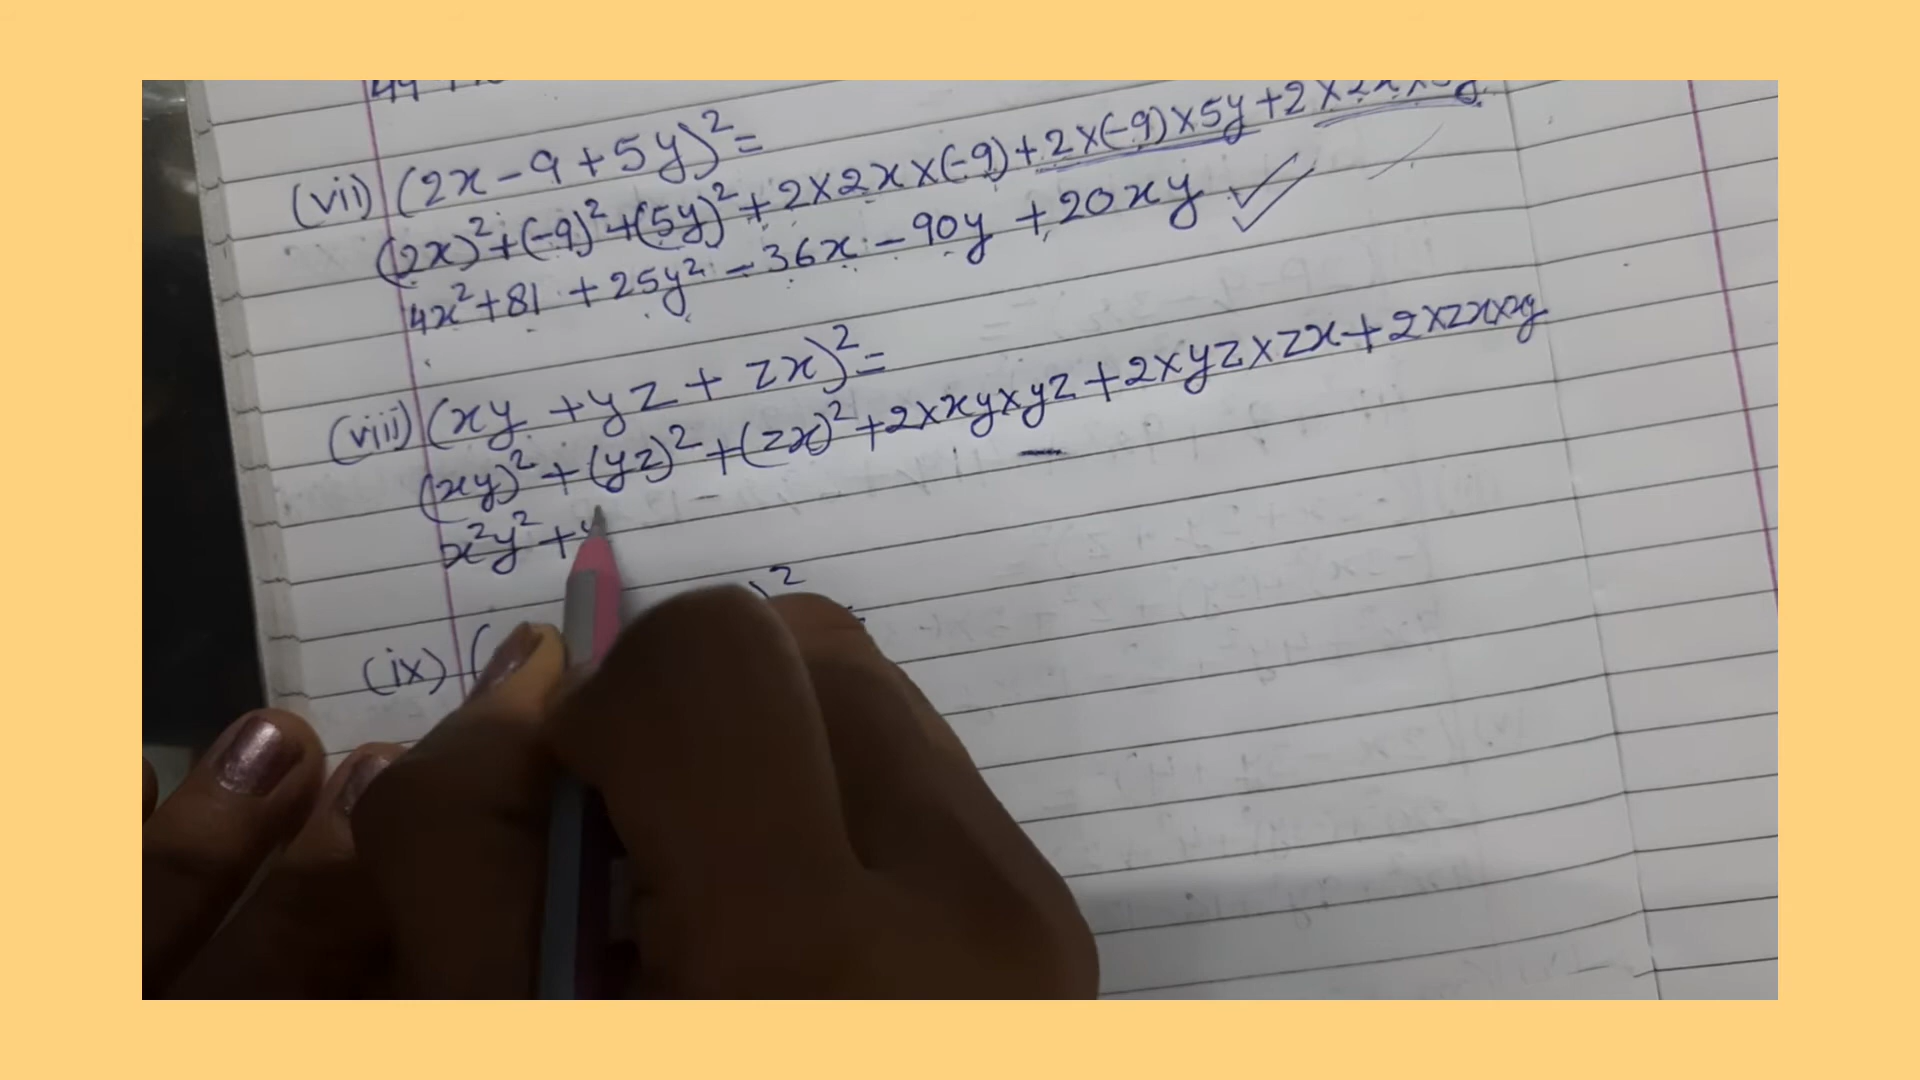 (vii) (2x - 9 + 5y)² =
(2x)² + (-9)² + (5y)² + 2 × 2x × (-9) + 2 × (-9) × 5y + 2 × 2x ×
4x² + 81 + 25y² - 36x - 90y + 20xy
(viii) (xy + yz + zx)² =
(xy)² + (yz)² + (zx)² + 2 × xy × yz + 2 × yz × zx + 2 × zx × xy
x²y² +
(ix) ( )²